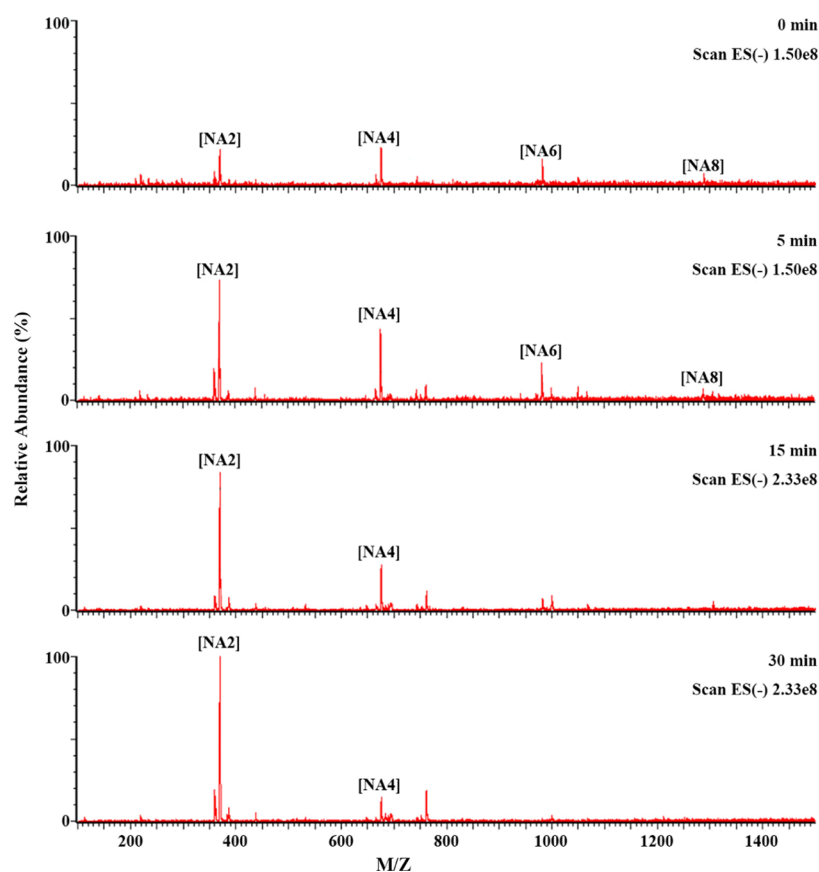 100
0 min
Scan ES(-) 1.50e8
[NA2]
[NA4]
[NA6]
[NA8]
0
100
5 min
Scan ES(-) 1.50e8
[NA2]
[NA4]
[NA6]
[NA8]
0
Relative Abundance (%)
100
15 min
Scan ES(-) 2.33e8
[NA2]
[NA4]
0
100
30 min
Scan ES(-) 2.33e8
[NA2]
[NA4]
0
200 400 600 800 1000 1200 1400
M/Z